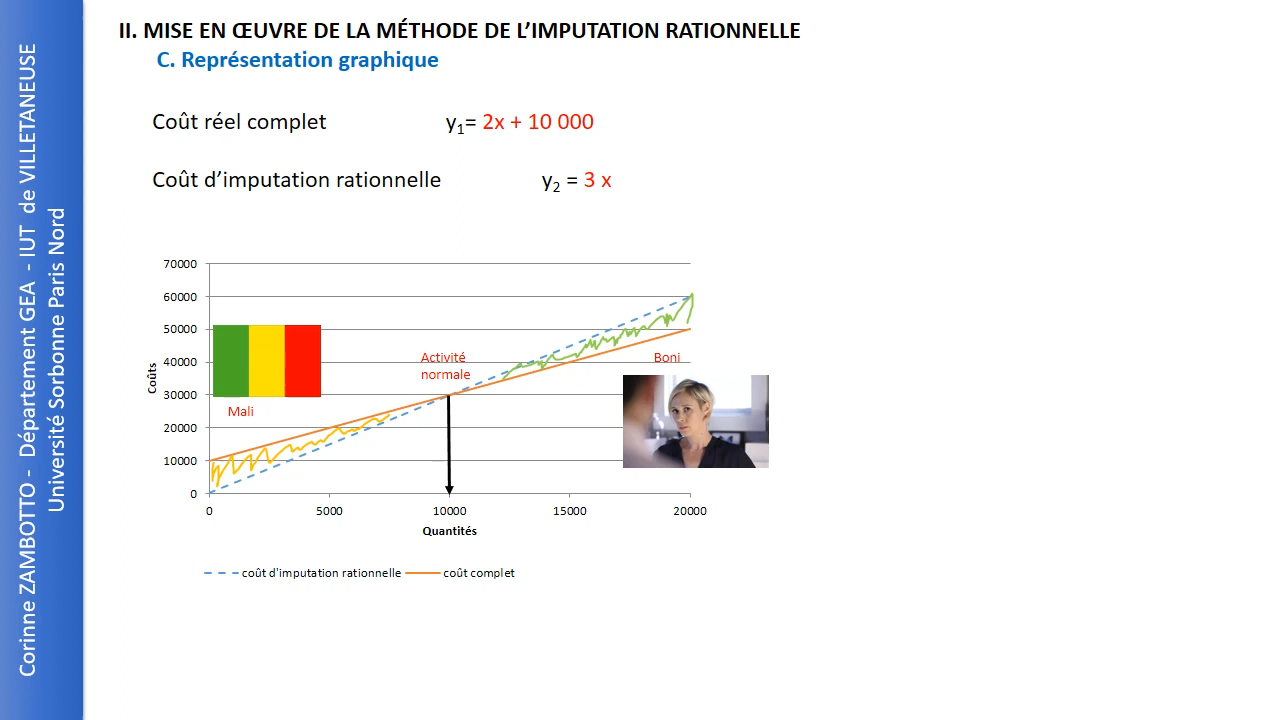 Corinne ZAMBOTTO - Département GEA - IUT de VILLETANEUSE
Université Sorbonne Paris Nord
II. MISE EN ŒUVRE DE LA MÉTHODE DE L’IMPUTATION RATIONNELLE
C. Représentation graphique
Coût réel complet y1= 2x + 10 000
Coût d’imputation rationnelle y2 = 3 x
Coûts
70000
60000
50000
40000
30000
20000
10000
0
Mali
Activité
normale
Boni
0 5000 10000 15000 20000
Quantités
coût d'imputation rationnelle coût complet